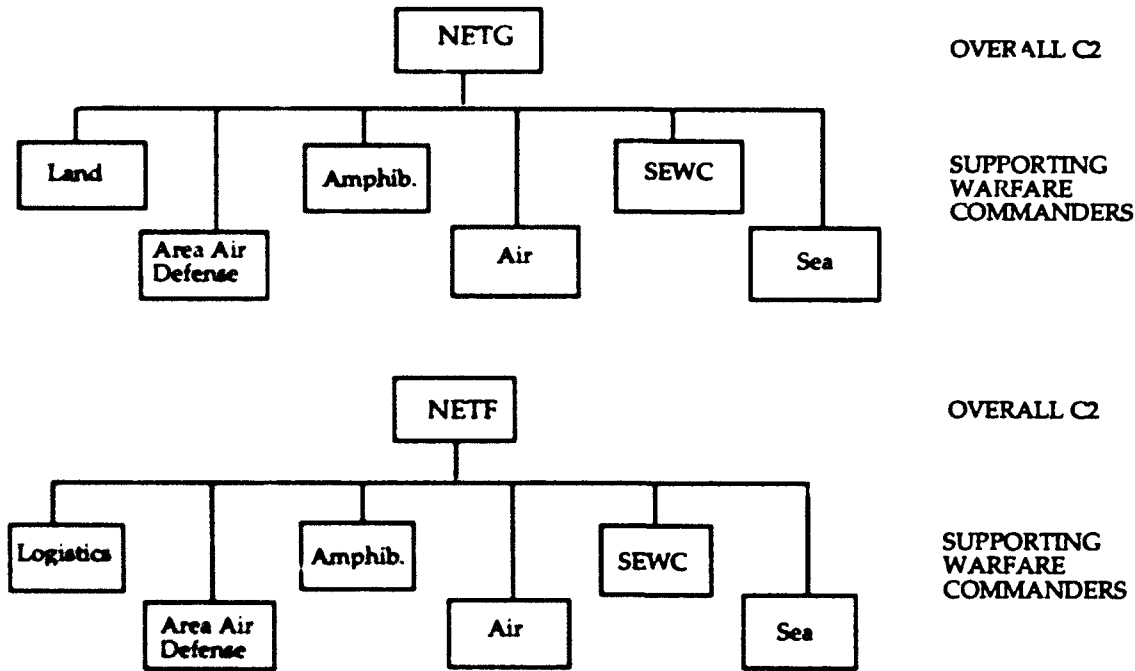 NETG
OVERALL C2
Land
Amphib.
SEWC
SUPPORTING
WARFARE
COMMANDERS
Area Air
Defense
Air
Sea
NETF
OVERALL C2
Logistics
Amphib.
SEWC
SUPPORTING
WARFARE
COMMANDERS
Area Air
Defense
Air
Sea